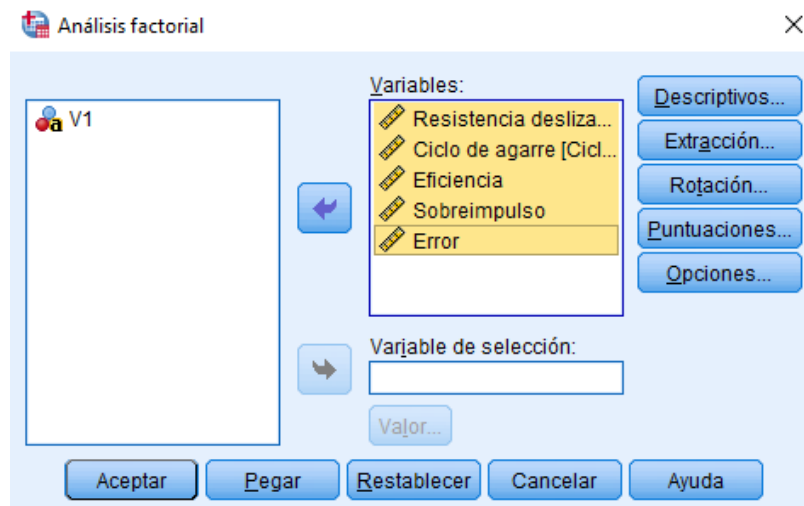 Análisis factorial
V1
Variables:
Resistencia desliza...
Ciclo de agarre [Cicl...
Eficiencia
Sobreimpulso
Error
Descriptivos...
Extracción...
Rotación...
Puntuaciones...
Opciones...
Variable de selección:
Valor...
Aceptar
Pegar
Restablecer
Cancelar
Ayuda